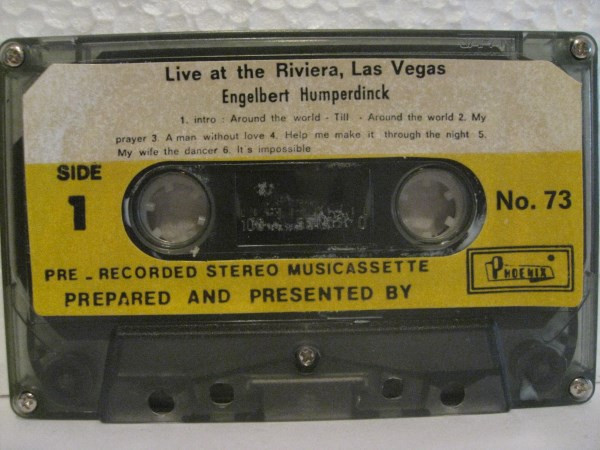 Live at the Riviera, Las Vegas
Engelbert Humperdinck
1. intro : Around the world - Till - Around the world 2. My
prayer 3. A man without love 4. Help me make it through the night 5.
My wife the dancer 6. It s impossible
SIDE
1
No. 73
PRE - RECORDED STEREO MUSICASSETTE
PREPARED AND PRESENTED BY
PHOENIX